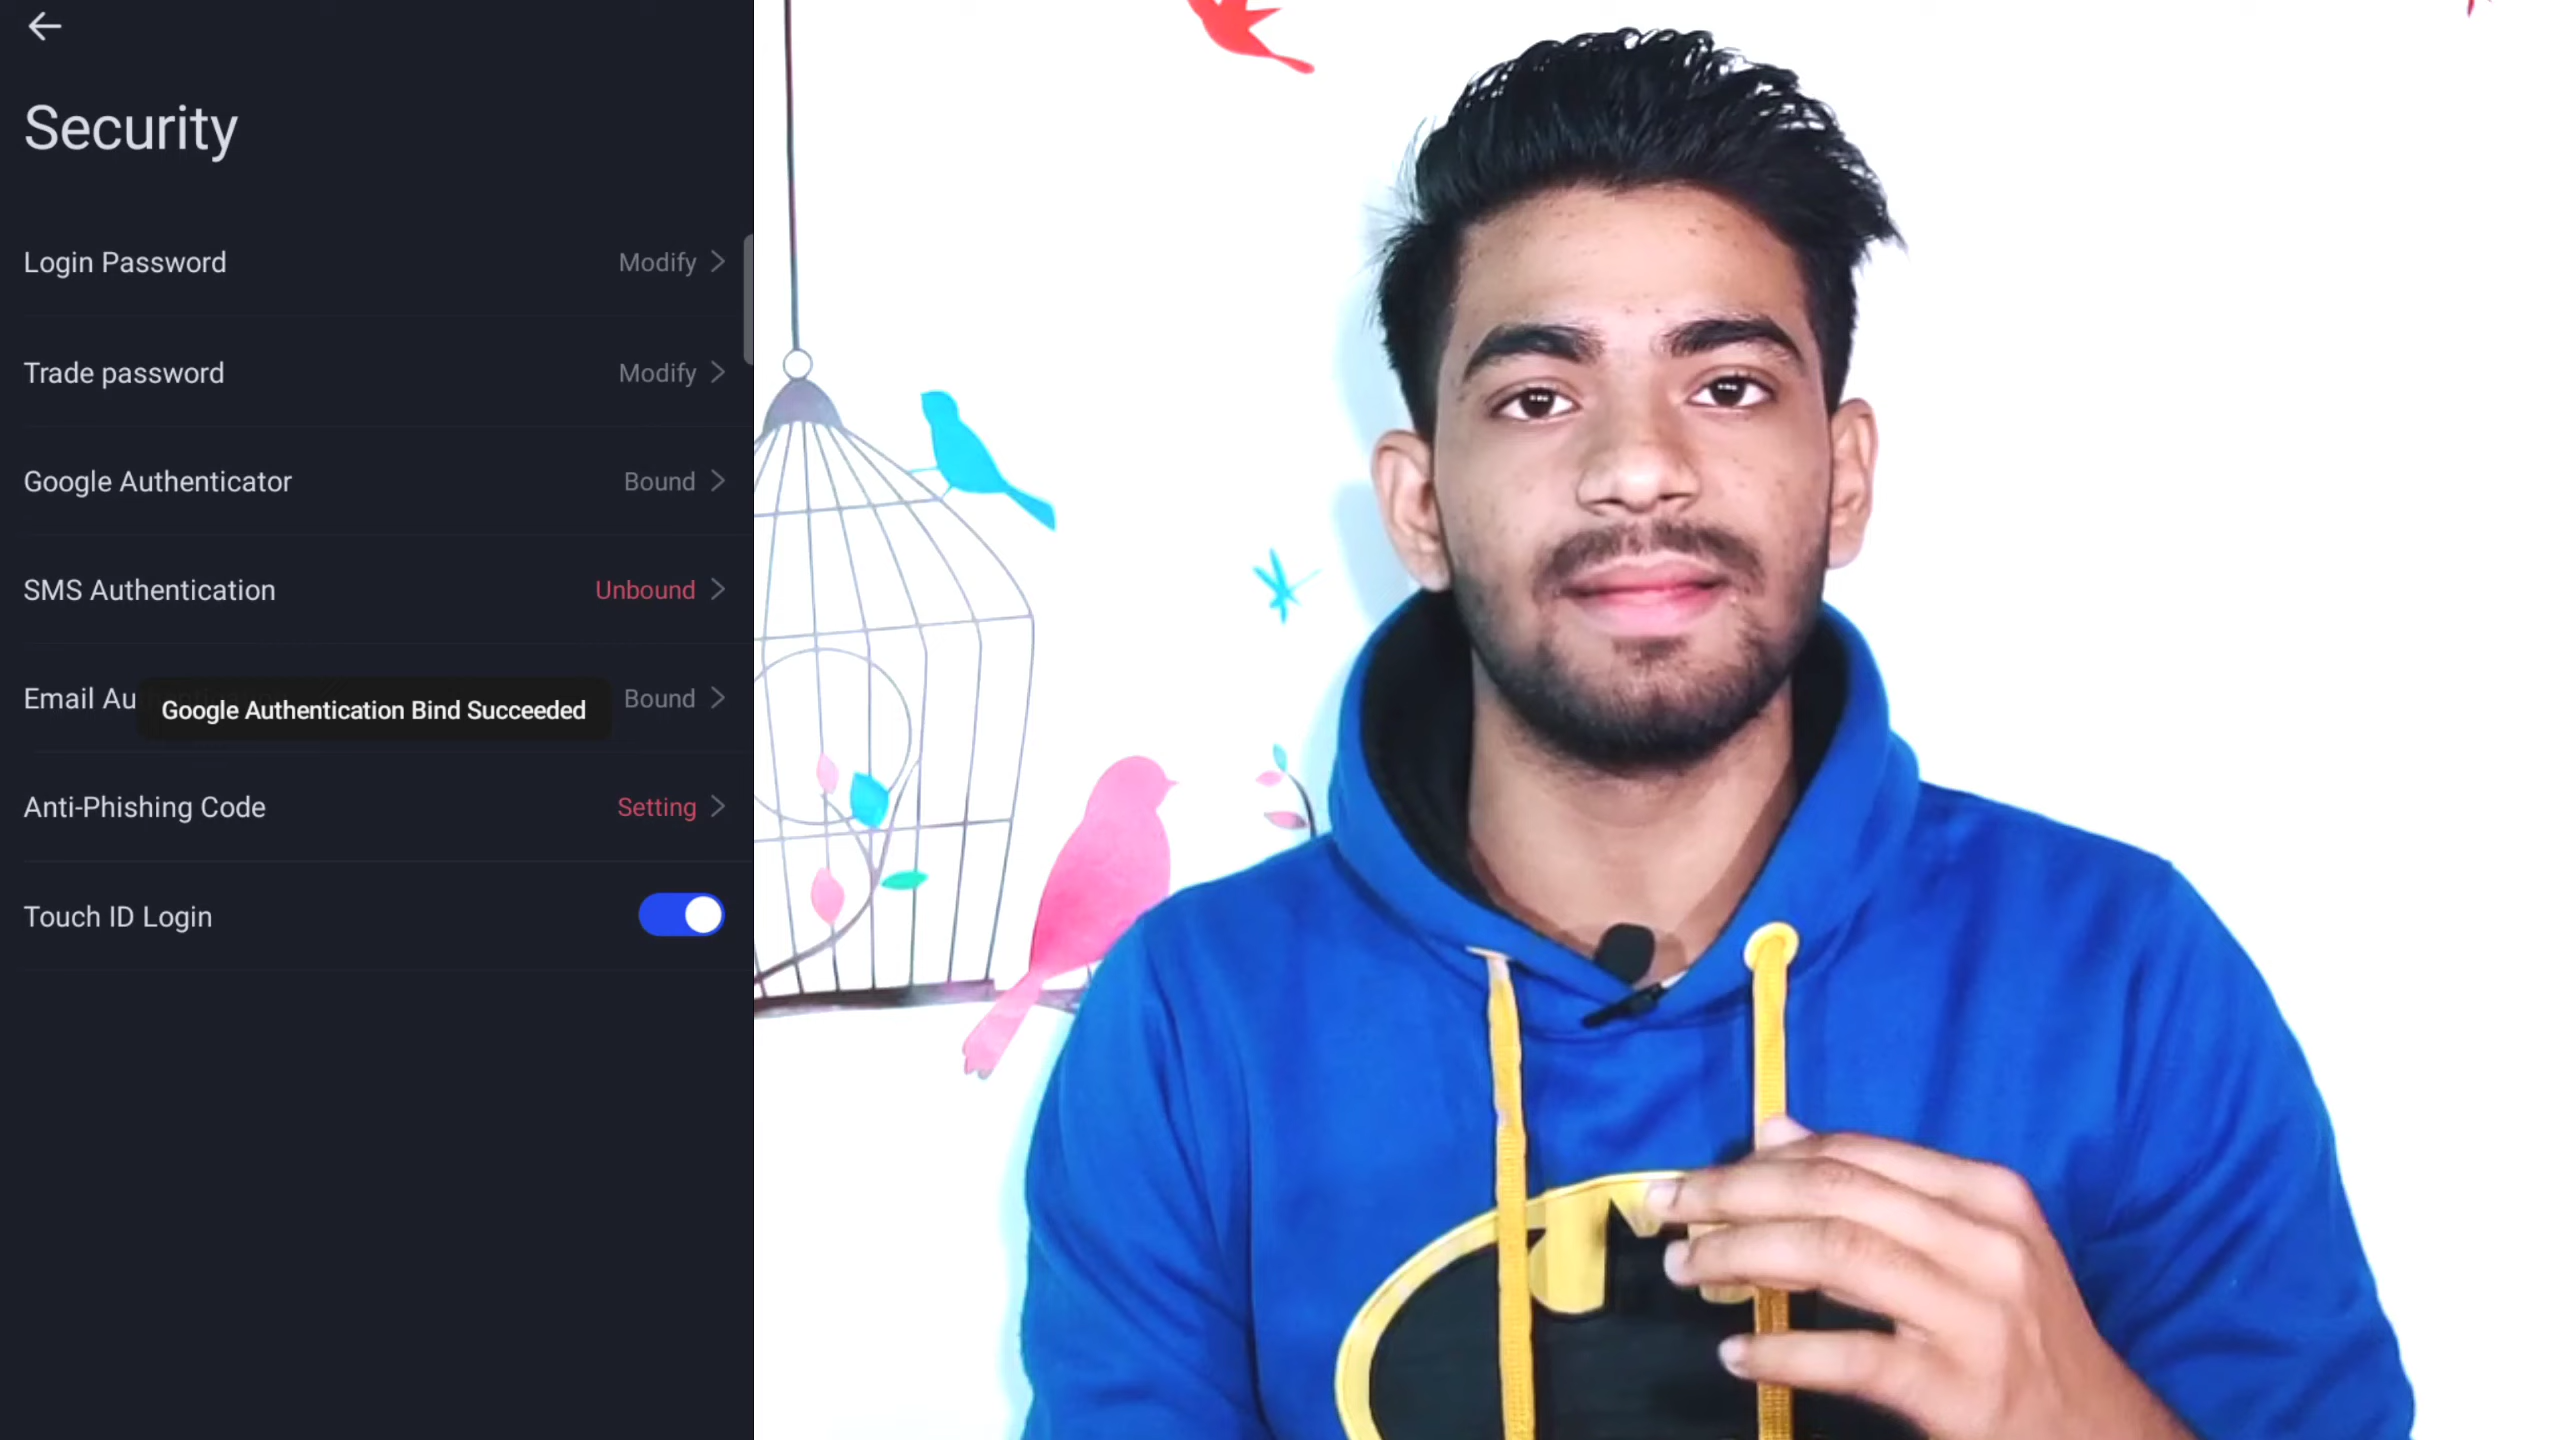 Security
Login Password Modify
Trade password Modify
Google Authenticator Bound
SMS Authentication Unbound
Email Au Bound
Google Authentication Bind Succeeded
Anti-Phishing Code Setting
Touch ID Login